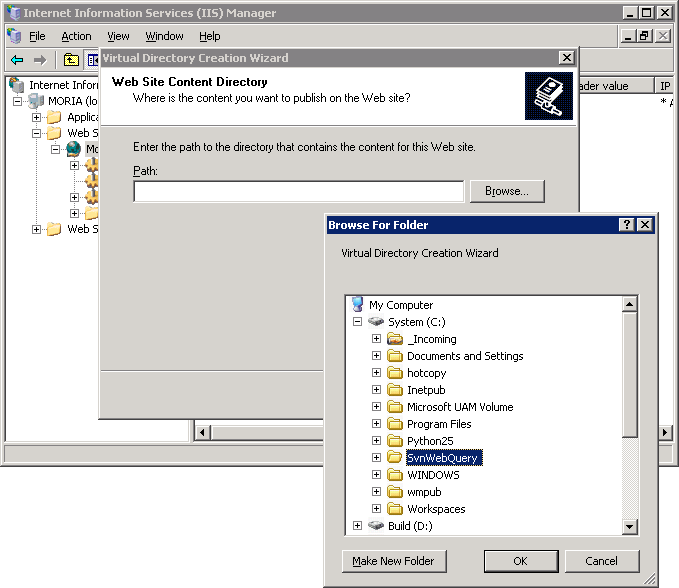 Internet Information Services (IIS) Manager
File Action View Window Help
Internet Infor
MORIA (lo
Applica
Web S
Mo
Web S
ader value IP
* A
Virtual Directory Creation Wizard
Web Site Content Directory
Where is the content you want to publish on the Web site?
Enter the path to the directory that contains the content for this Web site.
Path:
Browse...
Browse For Folder
Virtual Directory Creation Wizard
My Computer
System (C:)
_Incoming
Documents and Settings
hotcopy
Inetpub
Microsoft UAM Volume
Program Files
Python25
SvnWebQuery
WINDOWS
wmpub
Workspaces
Build (D:)
Make New Folder OK Cancel